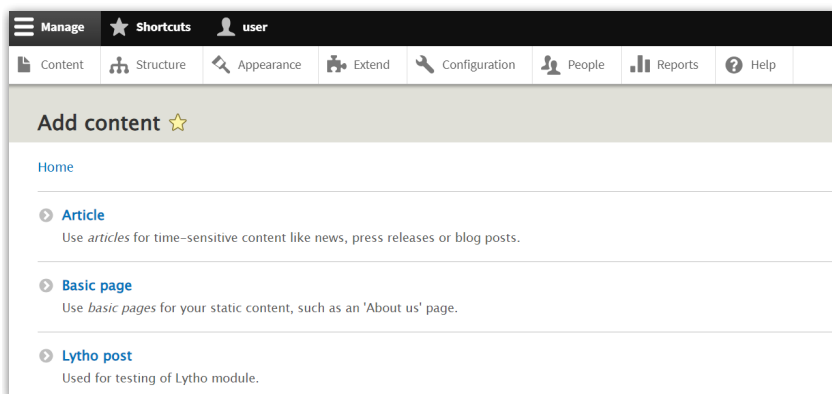 Manage Shortcuts user
Content Structure Appearance Extend Configuration People Reports Help
Add content
Home
Article
Use articles for time-sensitive content like news, press releases or blog posts.
Basic page
Use basic pages for your static content, such as an 'About us' page.
Lytho post
Used for testing of Lytho module.